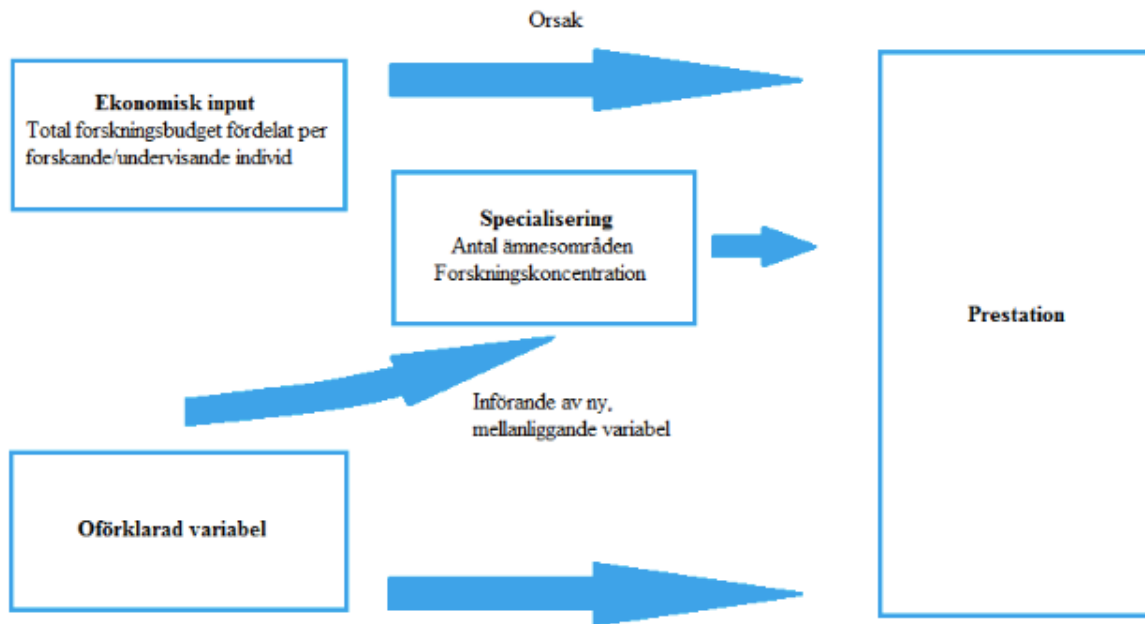 Orsak
Ekonomisk input
Total forskningsbudget fördelat per
forskande/undervisande individ
Specialisering
Antal ämnesområden
Forskningskoncentration
Prestation
Införande av ny,
mellanliggande variabel
Oförklarad variabel